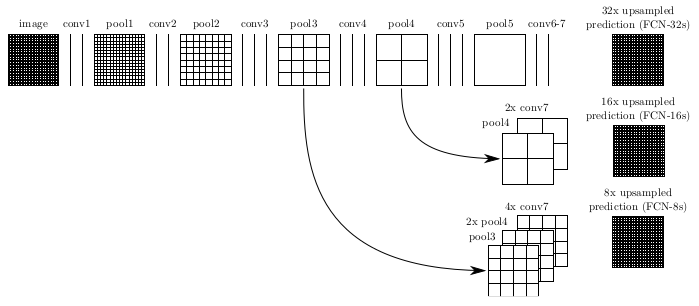 image conv1 pool1 conv2 pool2 conv3 pool3 conv4 pool4 conv5 pool5 conv6-7
32x upsampled
prediction (FCN-32s)
2x conv7
pool4
16x upsampled
prediction (FCN-16s)
4x conv7
2x pool4
pool3
8x upsampled
prediction (FCN-8s)